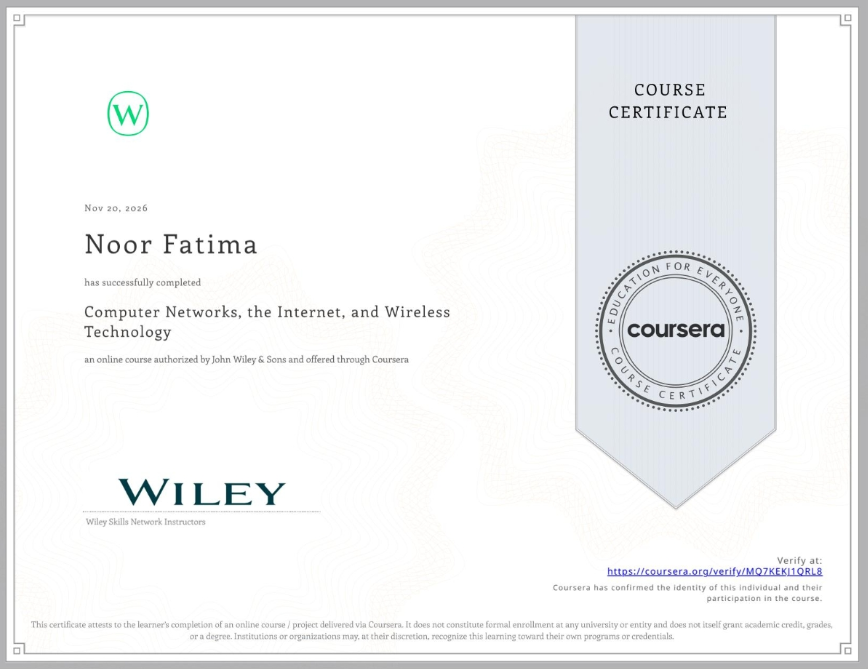 COURSE
CERTIFICATE
W
Nov 20, 2026
Noor Fatima
has successfully completed
Computer Networks, the Internet, and Wireless
Technology
an online course authorized by John Wiley & Sons and offered through Coursera
EDUCATION FOR EVERYONE
coursera
COURSE CERTIFICATE
WILEY
Wiley Skills Network Instructors
Verify at:
https://coursera.org/verify/MQ7KEKJ1QRL8
Coursera has confirmed the identity of this individual and their
participation in the course.
This certificate attests to the learner's completion of an online course / project delivered via Coursera. It does not constitute formal enrollment at any university or entity and does not itself grant academic credit, grades,
or a degree. Institutions or organizations may, at their discretion, recognize this learning toward their own programs or credentials.